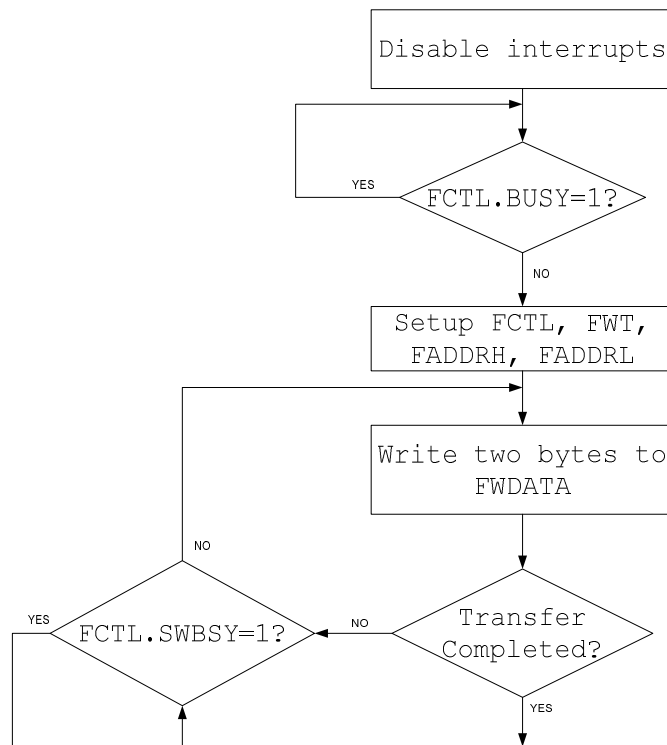 Disable interrupts
YES
FCTL.BUSY=1?
NO
Setup FCTL, FWT,
FADDRH, FADDRL
Write two bytes to
FWDATA
NO
YES
FCTL.SWBSY=1?
NO
Transfer
Completed?
YES